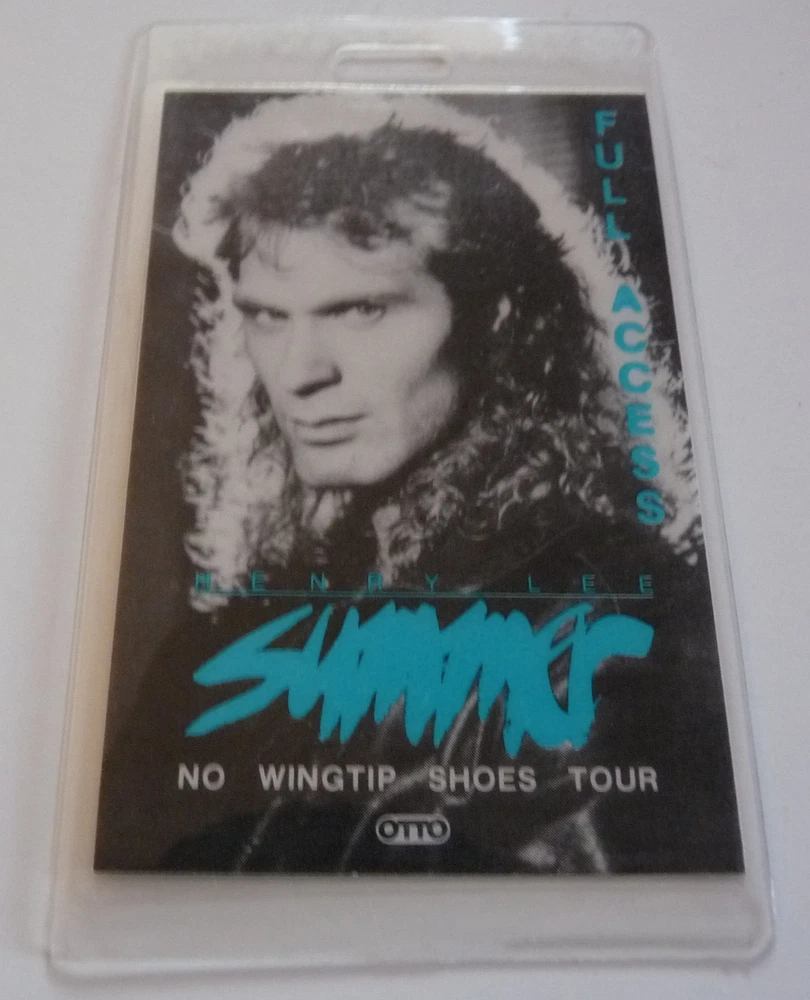 FULL ACCESS
HENRY LEE
SUMMER
NO WINGTIP SHOES TOUR
OTTO